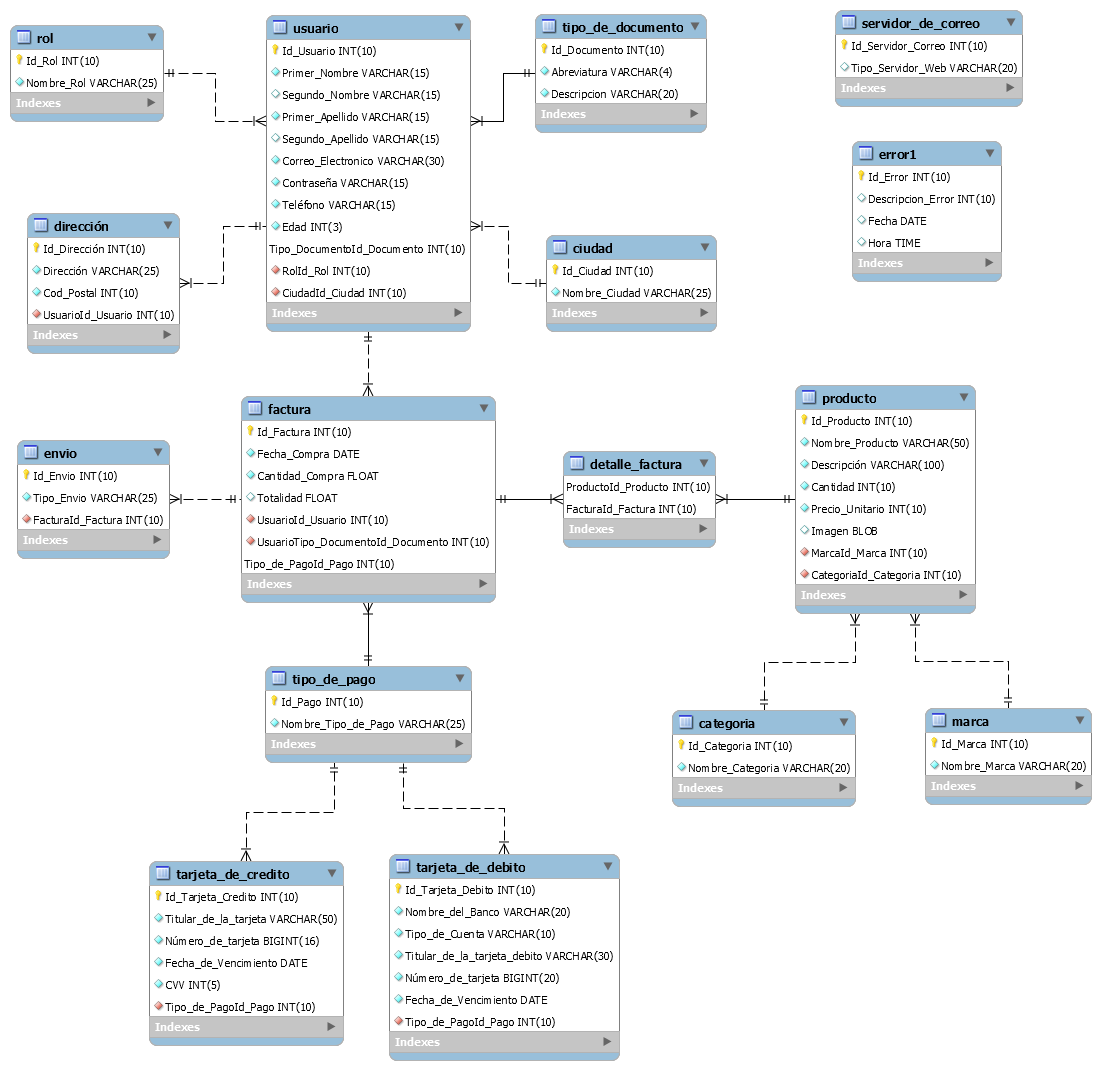 rol
Id_Rol INT(10)
Nombre_Rol VARCHAR(25)
Indexes
usuario
Id_Usuario INT(10)
Primer_Nombre VARCHAR(15)
Segundo_Nombre VARCHAR(15)
Primer_Apellido VARCHAR(15)
Segundo_Apellido VARCHAR(15)
Correo_Electronico VARCHAR(30)
Contraseña VARCHAR(15)
Teléfono VARCHAR(15)
Edad INT(3)
Tipo_DocumentoId_Documento INT(10)
RolId_Rol INT(10)
CiudadId_Ciudad INT(10)
Indexes
tipo_de_documento
Id_Documento INT(10)
Abreviatura VARCHAR(4)
Descripcion VARCHAR(20)
Indexes
servidor_de_correo
Id_Servidor_Correo INT(10)
Tipo_Servidor_Web VARCHAR(20)
Indexes
error1
Id_Error INT(10)
Descripcion_Error INT(10)
Fecha DATE
Hora TIME
Indexes
dirección
Id_Dirección INT(10)
Dirección VARCHAR(25)
Cod_Postal INT(10)
UsuarioId_Usuario INT(10)
Indexes
ciudad
Id_Ciudad INT(10)
Nombre_Ciudad VARCHAR(25)
Indexes
envio
Id_Envio INT(10)
Tipo_Envio VARCHAR(25)
FacturaId_Factura INT(10)
Indexes
factura
Id_Factura INT(10)
Fecha_Compra DATE
Cantidad_Compra FLOAT
Totalidad FLOAT
UsuarioId_Usuario INT(10)
UsuarioTipo_DocumentoId_Documento INT(10)
Tipo_de_PagoId_Pago INT(10)
Indexes
detalle_factura
ProductoId_Producto INT(10)
FacturaId_Factura INT(10)
Indexes
producto
Id_Producto INT(10)
Nombre_Producto VARCHAR(50)
Descripción VARCHAR(100)
Cantidad INT(10)
Precio_Unitario INT(10)
Imagen BLOB
MarcaId_Marca INT(10)
CategoriaId_Categoria INT(10)
Indexes
tipo_de_pago
Id_Pago INT(10)
Nombre_Tipo_de_Pago VARCHAR(25)
Indexes
categoria
Id_Categoria INT(10)
Nombre_Categoria VARCHAR(20)
Indexes
marca
Id_Marca INT(10)
Nombre_Marca VARCHAR(20)
Indexes
tarjeta_de_credito
Id_Tarjeta_Credito INT(10)
Titular_de_la_tarjeta VARCHAR(50)
Número_de_tarjeta BIGINT(16)
Fecha_de_Vencimiento DATE
CVV INT(5)
Tipo_de_PagoId_Pago INT(10)
Indexes
tarjeta_de_debito
Id_Tarjeta_Debito INT(10)
Nombre_del_Banco VARCHAR(20)
Tipo_de_Cuenta VARCHAR(10)
Titular_de_la_tarjeta_debito VARCHAR(30)
Número_de_tarjeta BIGINT(20)
Fecha_de_Vencimiento DATE
Tipo_de_PagoId_Pago INT(10)
Indexes